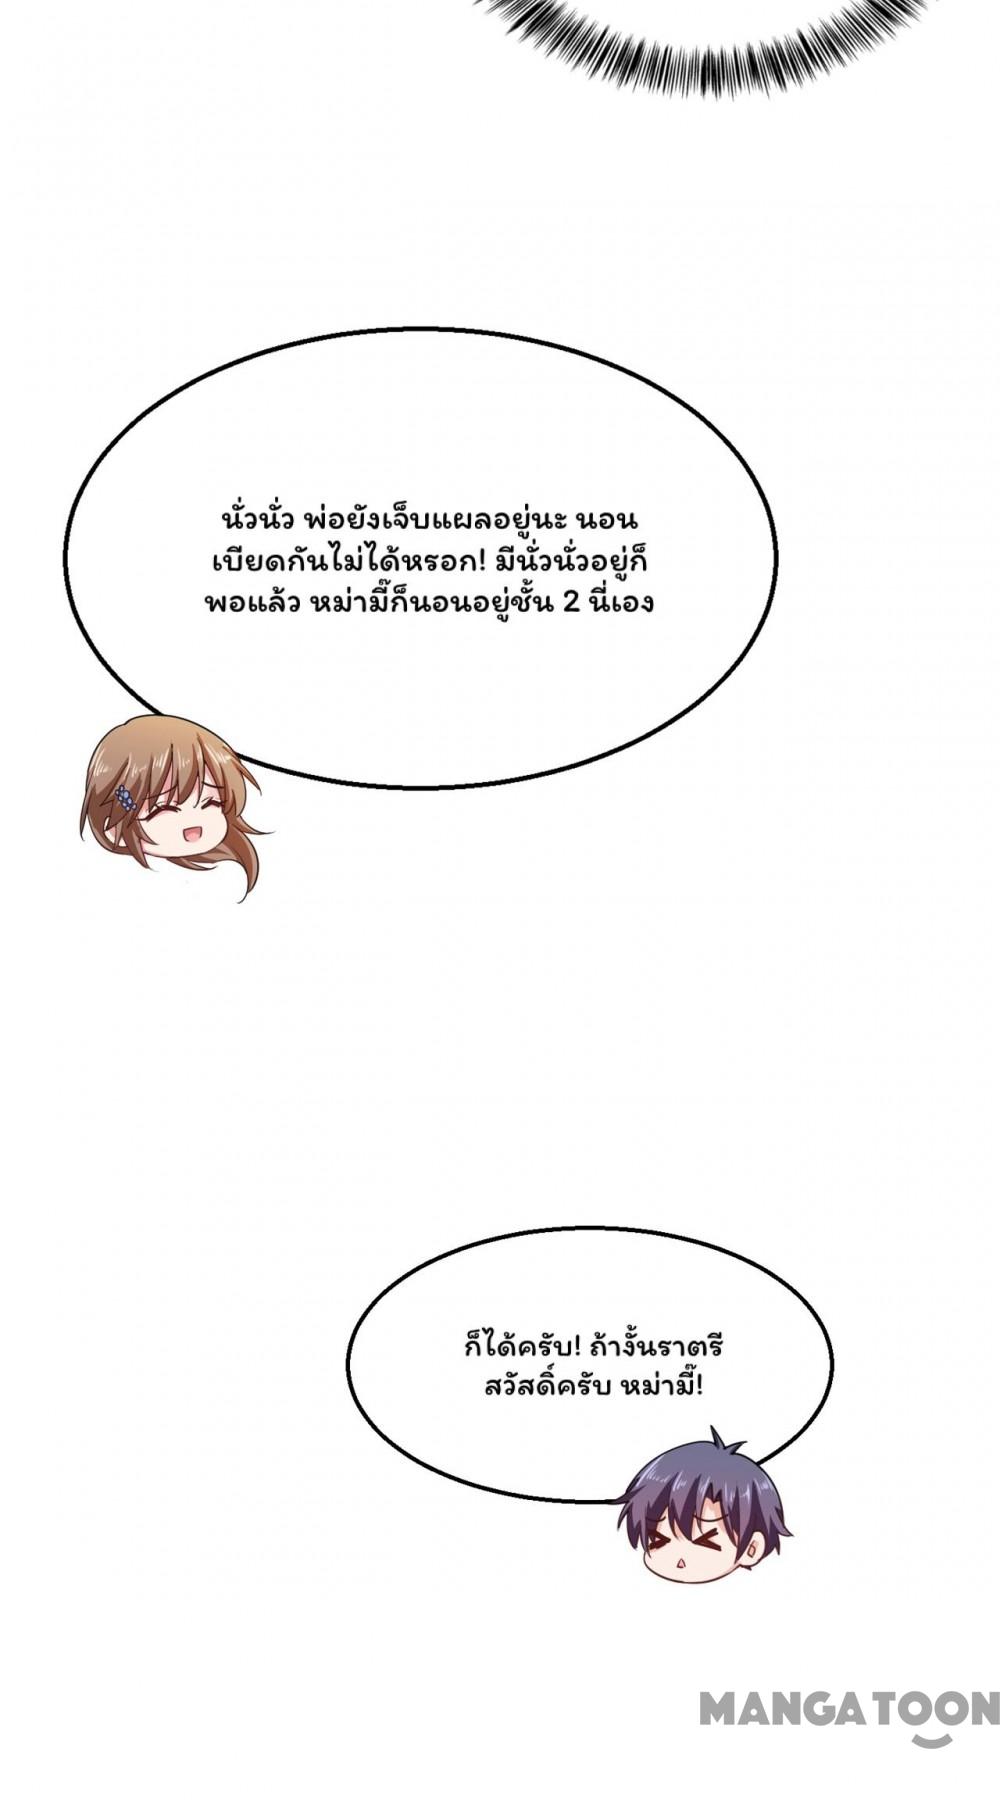 นั่วนั่ว พ่อยังเจ็บแผลอยู่นะ นอน
เบียดกันไม่ได้หรอก! มีนั่วนั่วอยู่ก็
พอแล้ว หม่ามี๊ก็นอนอยู่ชั้น 2 นี่เอง
ก็ได้ครับ! ถ้างั้นราตรี
สวัสดิ์ครับ หม่ามี๊!
MANGATOON